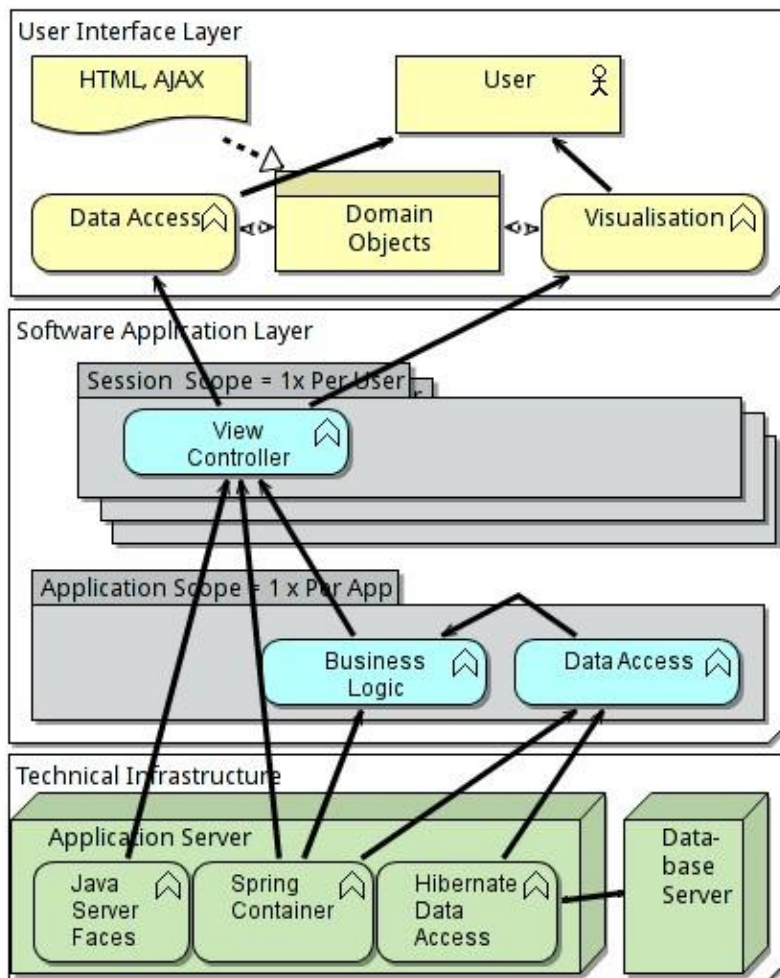 User Interface Layer
HTML, AJAX
User
Data Access
Domain
Objects
Visualisation
Software Application Layer
Session Scope = 1x Per User
View
Controller
Application Scope = 1 x Per App
Business
Logic
Data Access
Technical Infrastructure
Application Server
Java
Server
Faces
Spring
Container
Hibernate
Data
Access
Data-
base
Server